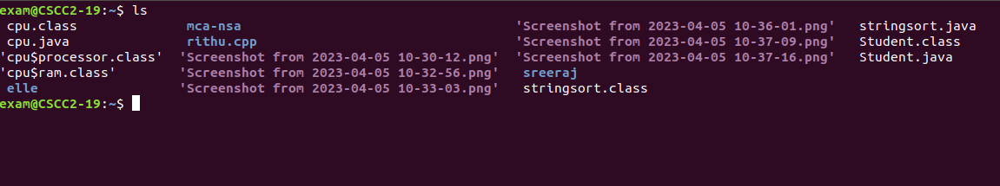 exam@CSCC2-19:~$ ls
cpu.class mca-nsa 'Screenshot from 2023-04-05 10-36-01.png' stringsort.java
cpu.java rithu.cpp 'Screenshot from 2023-04-05 10-37-09.png' Student.class
'cpu$processor.class' 'Screenshot from 2023-04-05 10-30-12.png' 'Screenshot from 2023-04-05 10-37-16.png' Student.java
'cpu$ram.class' 'Screenshot from 2023-04-05 10-32-56.png' sreeraj
elle 'Screenshot from 2023-04-05 10-33-03.png' stringsort.class
exam@CSCC2-19:~$